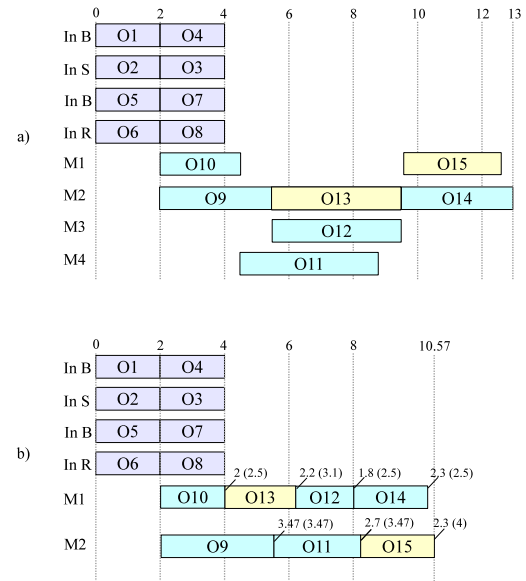 0 2 4 6 8 10 12 13
In B O1 O4
In S O2 O3
In B O5 O7
In R O6 O8
a)
M1 O10 O15
M2 O9 O13 O14
M3 O12
M4 O11
0 2 4 6 8 10.57
In B O1 O4
In S O2 O3
In B O5 O7
b)
In R O6 O8
2 (2.5) 2.2 (3.1) 1.8 (2.5) 2.3 (2.5)
M1 O10 O13 O12 O14
3.47 (3.47) 2.7 (3.47) 2.3 (4)
M2 O9 O11 O15